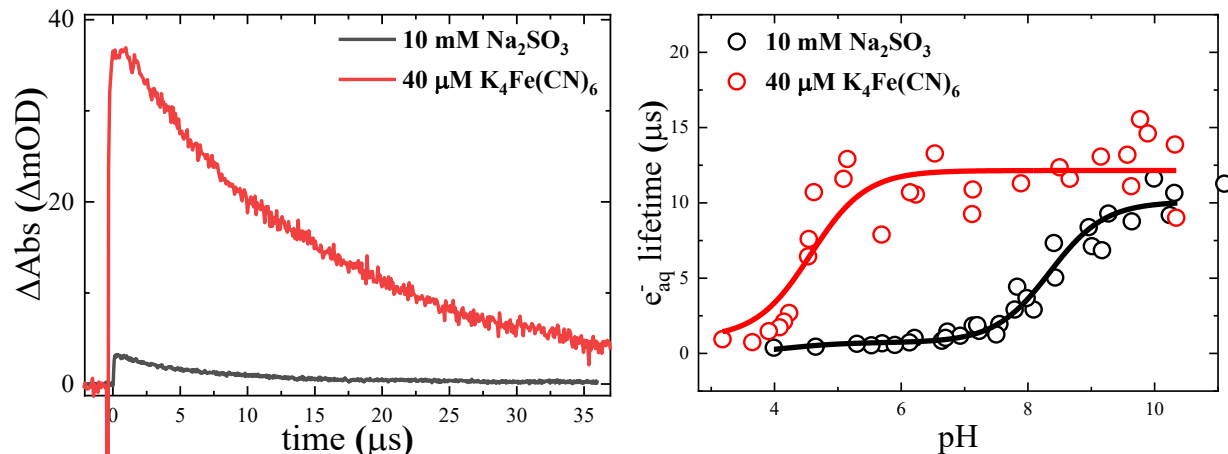 40
20
0
ΔAbs (ΔmOD)
10 mM Na₂SO₃
40 μM K₄Fe(CN)₆
0 5 10 15 20 25 30 35
time (μs)
20
15
10
5
0
e⁻aq lifetime (μs)
10 mM Na₂SO₃
40 μM K₄Fe(CN)₆
4 6 8 10
pH